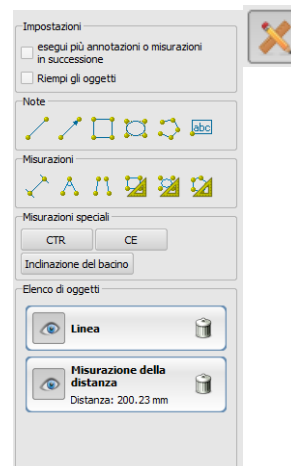 Impostazioni
esegui più annotazioni o misurazioni
in successione
Riempi gli oggetti
Note
abc
Misurazioni
Misurazioni speciali
CTR
CE
Inclinazione del bacino
Elenco di oggetti
Linea
Misurazione della
distanza
Distanza: 200.23 mm